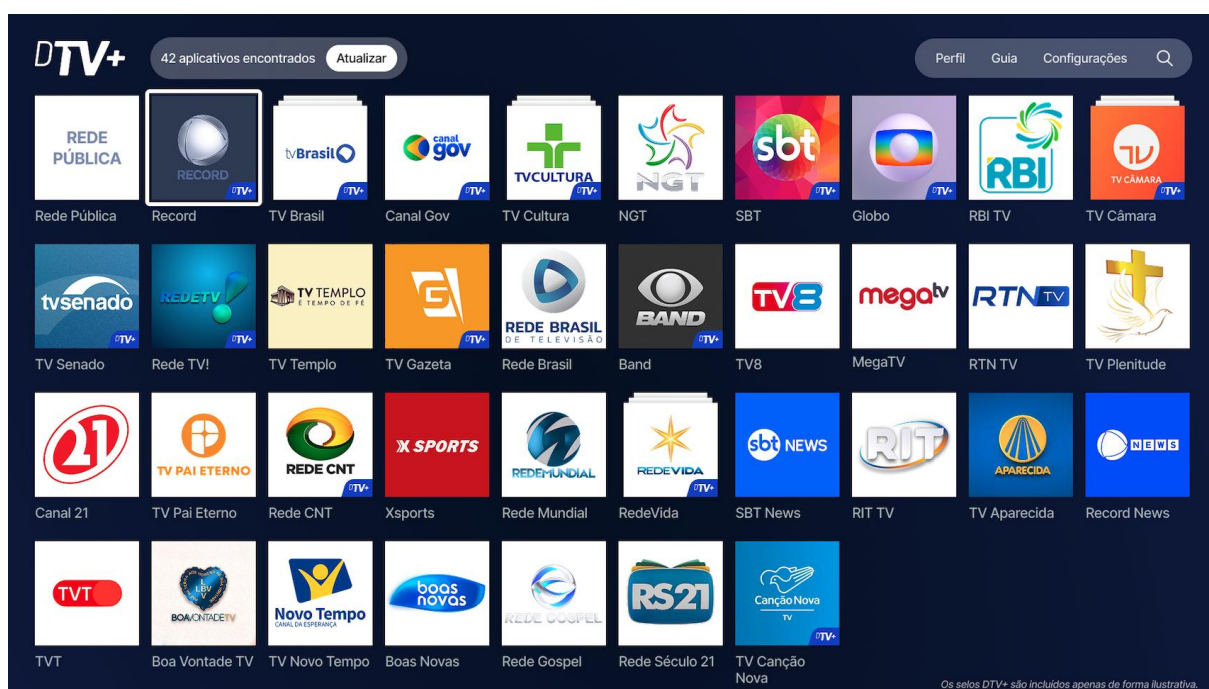 DTV+
42 aplicativos encontrados Atualizar
Perfil Guia Configurações
REDE
PÚBLICA
RECORD
DTV+
tvBrasil
DTV+
canal
gov
DTV+
TVCULTURA
DTV+
NGT
sbt
DTV+
DTV+
RBI
TV
TV CÂMARA
DTV+
Rede Pública Record TV Brasil Canal Gov TV Cultura NGT SBT Globo RBI TV TV Câmara
tvsenado
DTV+
REDETV!
DTV+
TV TEMPLO
É TEMPO DE FÉ
G
DTV+
REDE BRASIL
DE TELEVISÃO
BAND
DTV+
TV8
megatv
RTN TV
TV Senado Rede TV! TV Templo TV Gazeta Rede Brasil Band TV8 MegaTV RTN TV TV Plenitude
21
TV PAI ETERNO
REDE CNT
DTV+
X SPORTS
REDEMUNDIAL
REDEVIDA
DTV+
sbt NEWS
RIT
APARECIDA
NEWS
Canal 21 TV Pai Eterno Rede CNT Xsports Rede Mundial RedeVida SBT News RIT TV TV Aparecida Record News
TVT
LBV
BOAVONTADETV
Novo Tempo
CANAL DA ESPERANÇA
boas
novas
REDE GOSPEL
RS21
Canção Nova
TV
DTV+
TVT Boa Vontade TV TV Novo Tempo Boas Novas Rede Gospel Rede Século 21 TV Canção
Nova
Os selos DTV+ são incluídos apenas de forma ilustrativa.